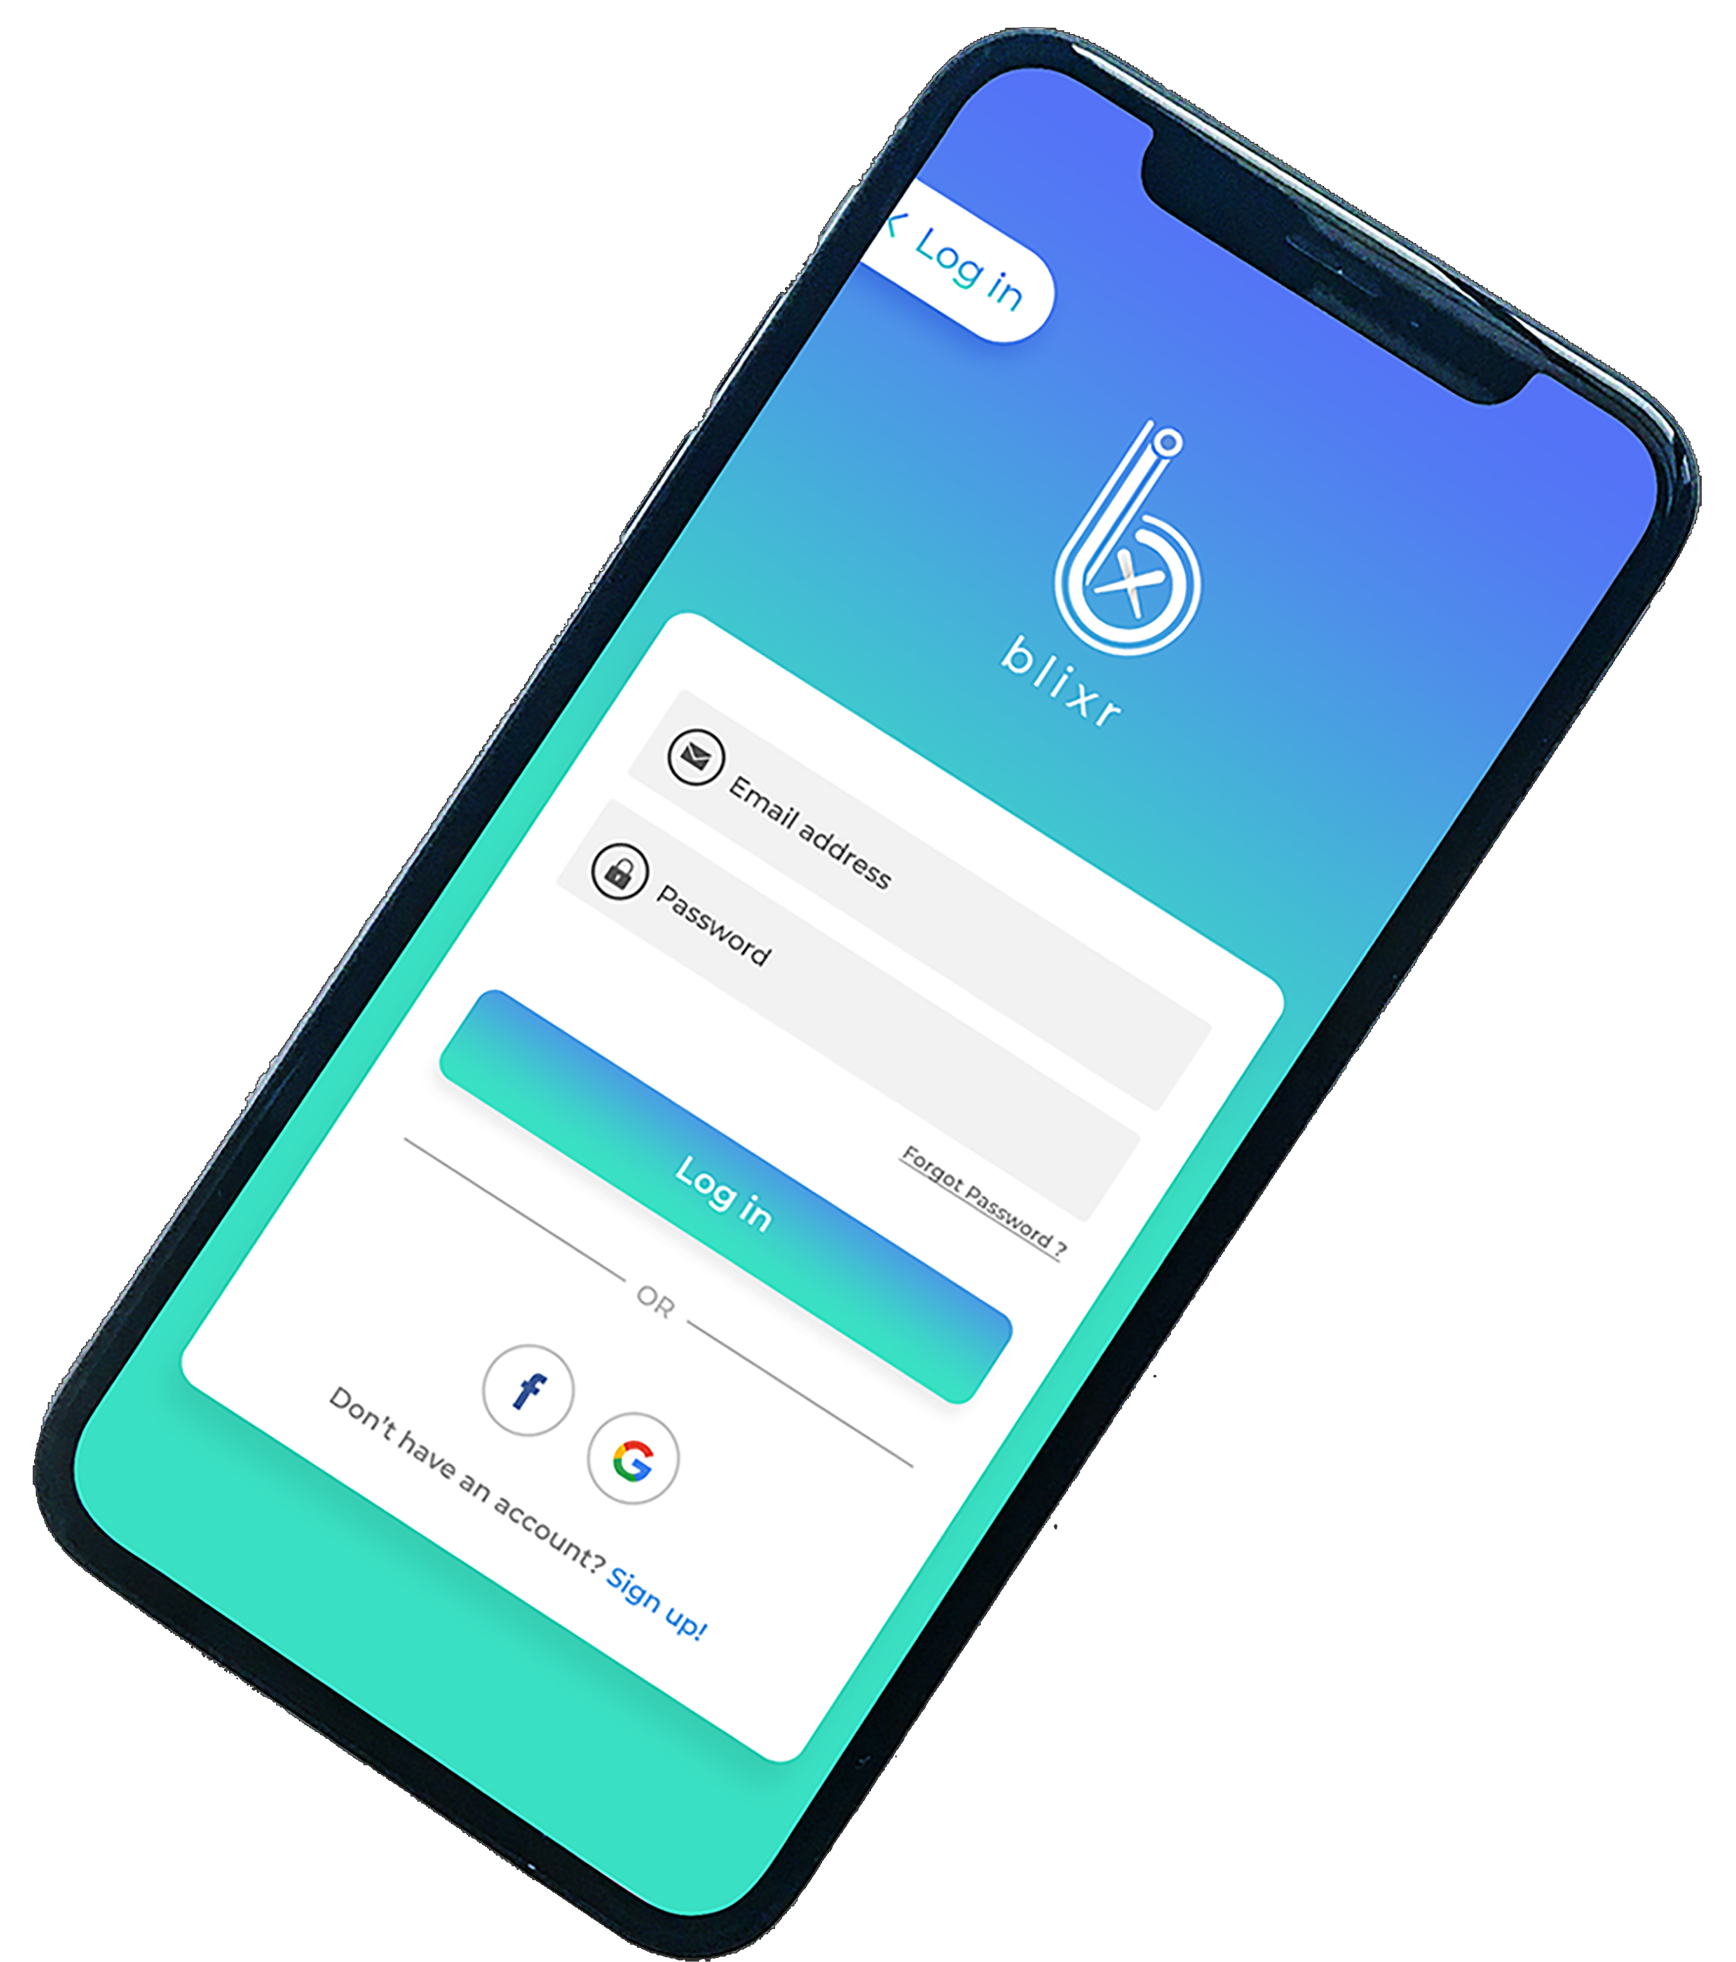 Log in
blixr
Email address
Password
Forgot Password ?
Log in
OR
Don't have an account? Sign up!